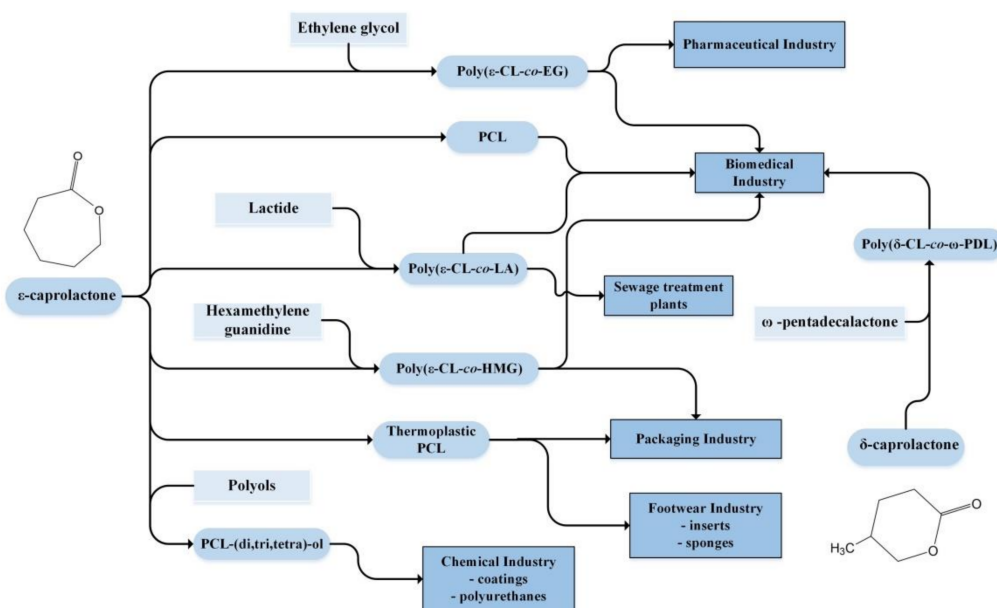 Ethylene glycol
Pharmaceutical Industry
Poly(ε-CL-co-EG)
PCL
Biomedical
Industry
O
O
Lactide
Poly(δ-CL-co-ω-PDL)
Poly(ε-CL-co-LA)
ε-caprolactone
Sewage treatment
plants
Hexamethylene
guanidine
ω -pentadecalactone
Poly(ε-CL-co-HMG)
Thermoplastic
PCL
Packaging Industry
δ-caprolactone
Polyols
Footwear Industry
- inserts
- sponges
O
O
H₃C
PCL-(di,tri,tetra)-ol
Chemical Industry
- coatings
- polyurethanes